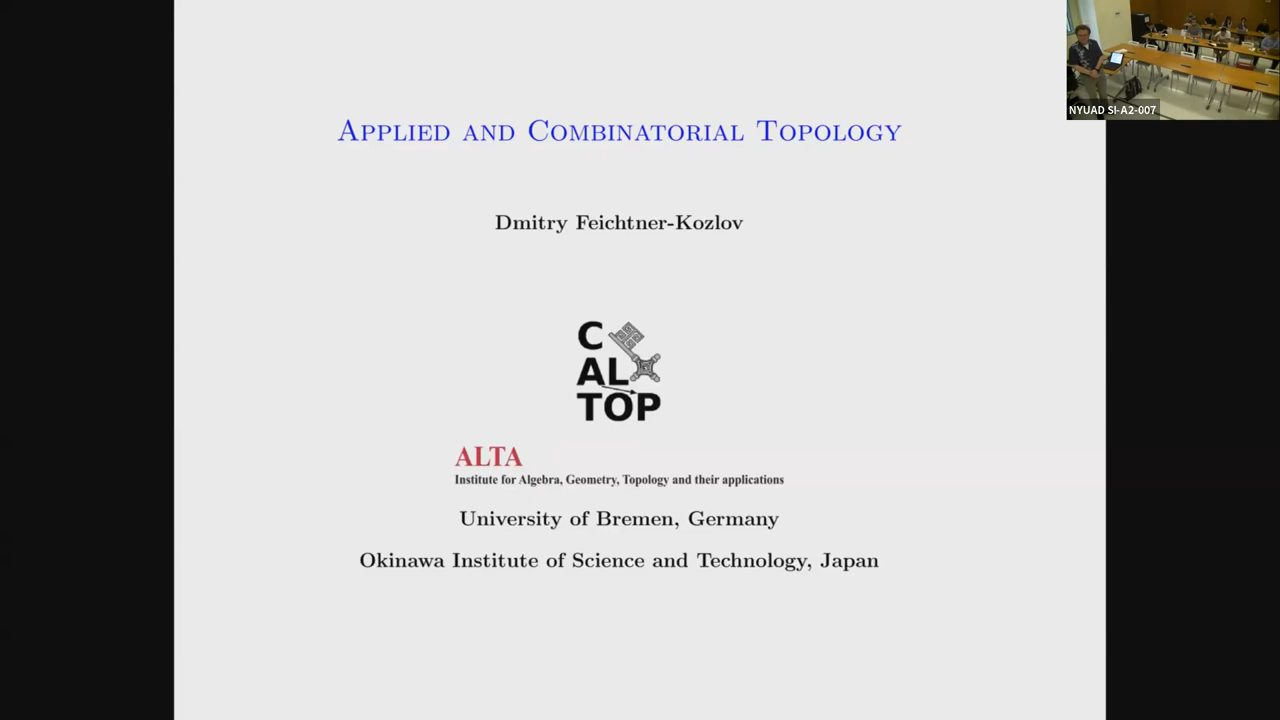 Applied and Combinatorial Topology
Dmitry Feichtner-Kozlov
C
AL
TOP
ALTA
Institute for Algebra, Geometry, Topology and their applications
University of Bremen, Germany
Okinawa Institute of Science and Technology, Japan
NYUAD SI-A2-007